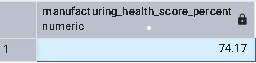 manufacturing_health_score_percent
numeric
1 74.17